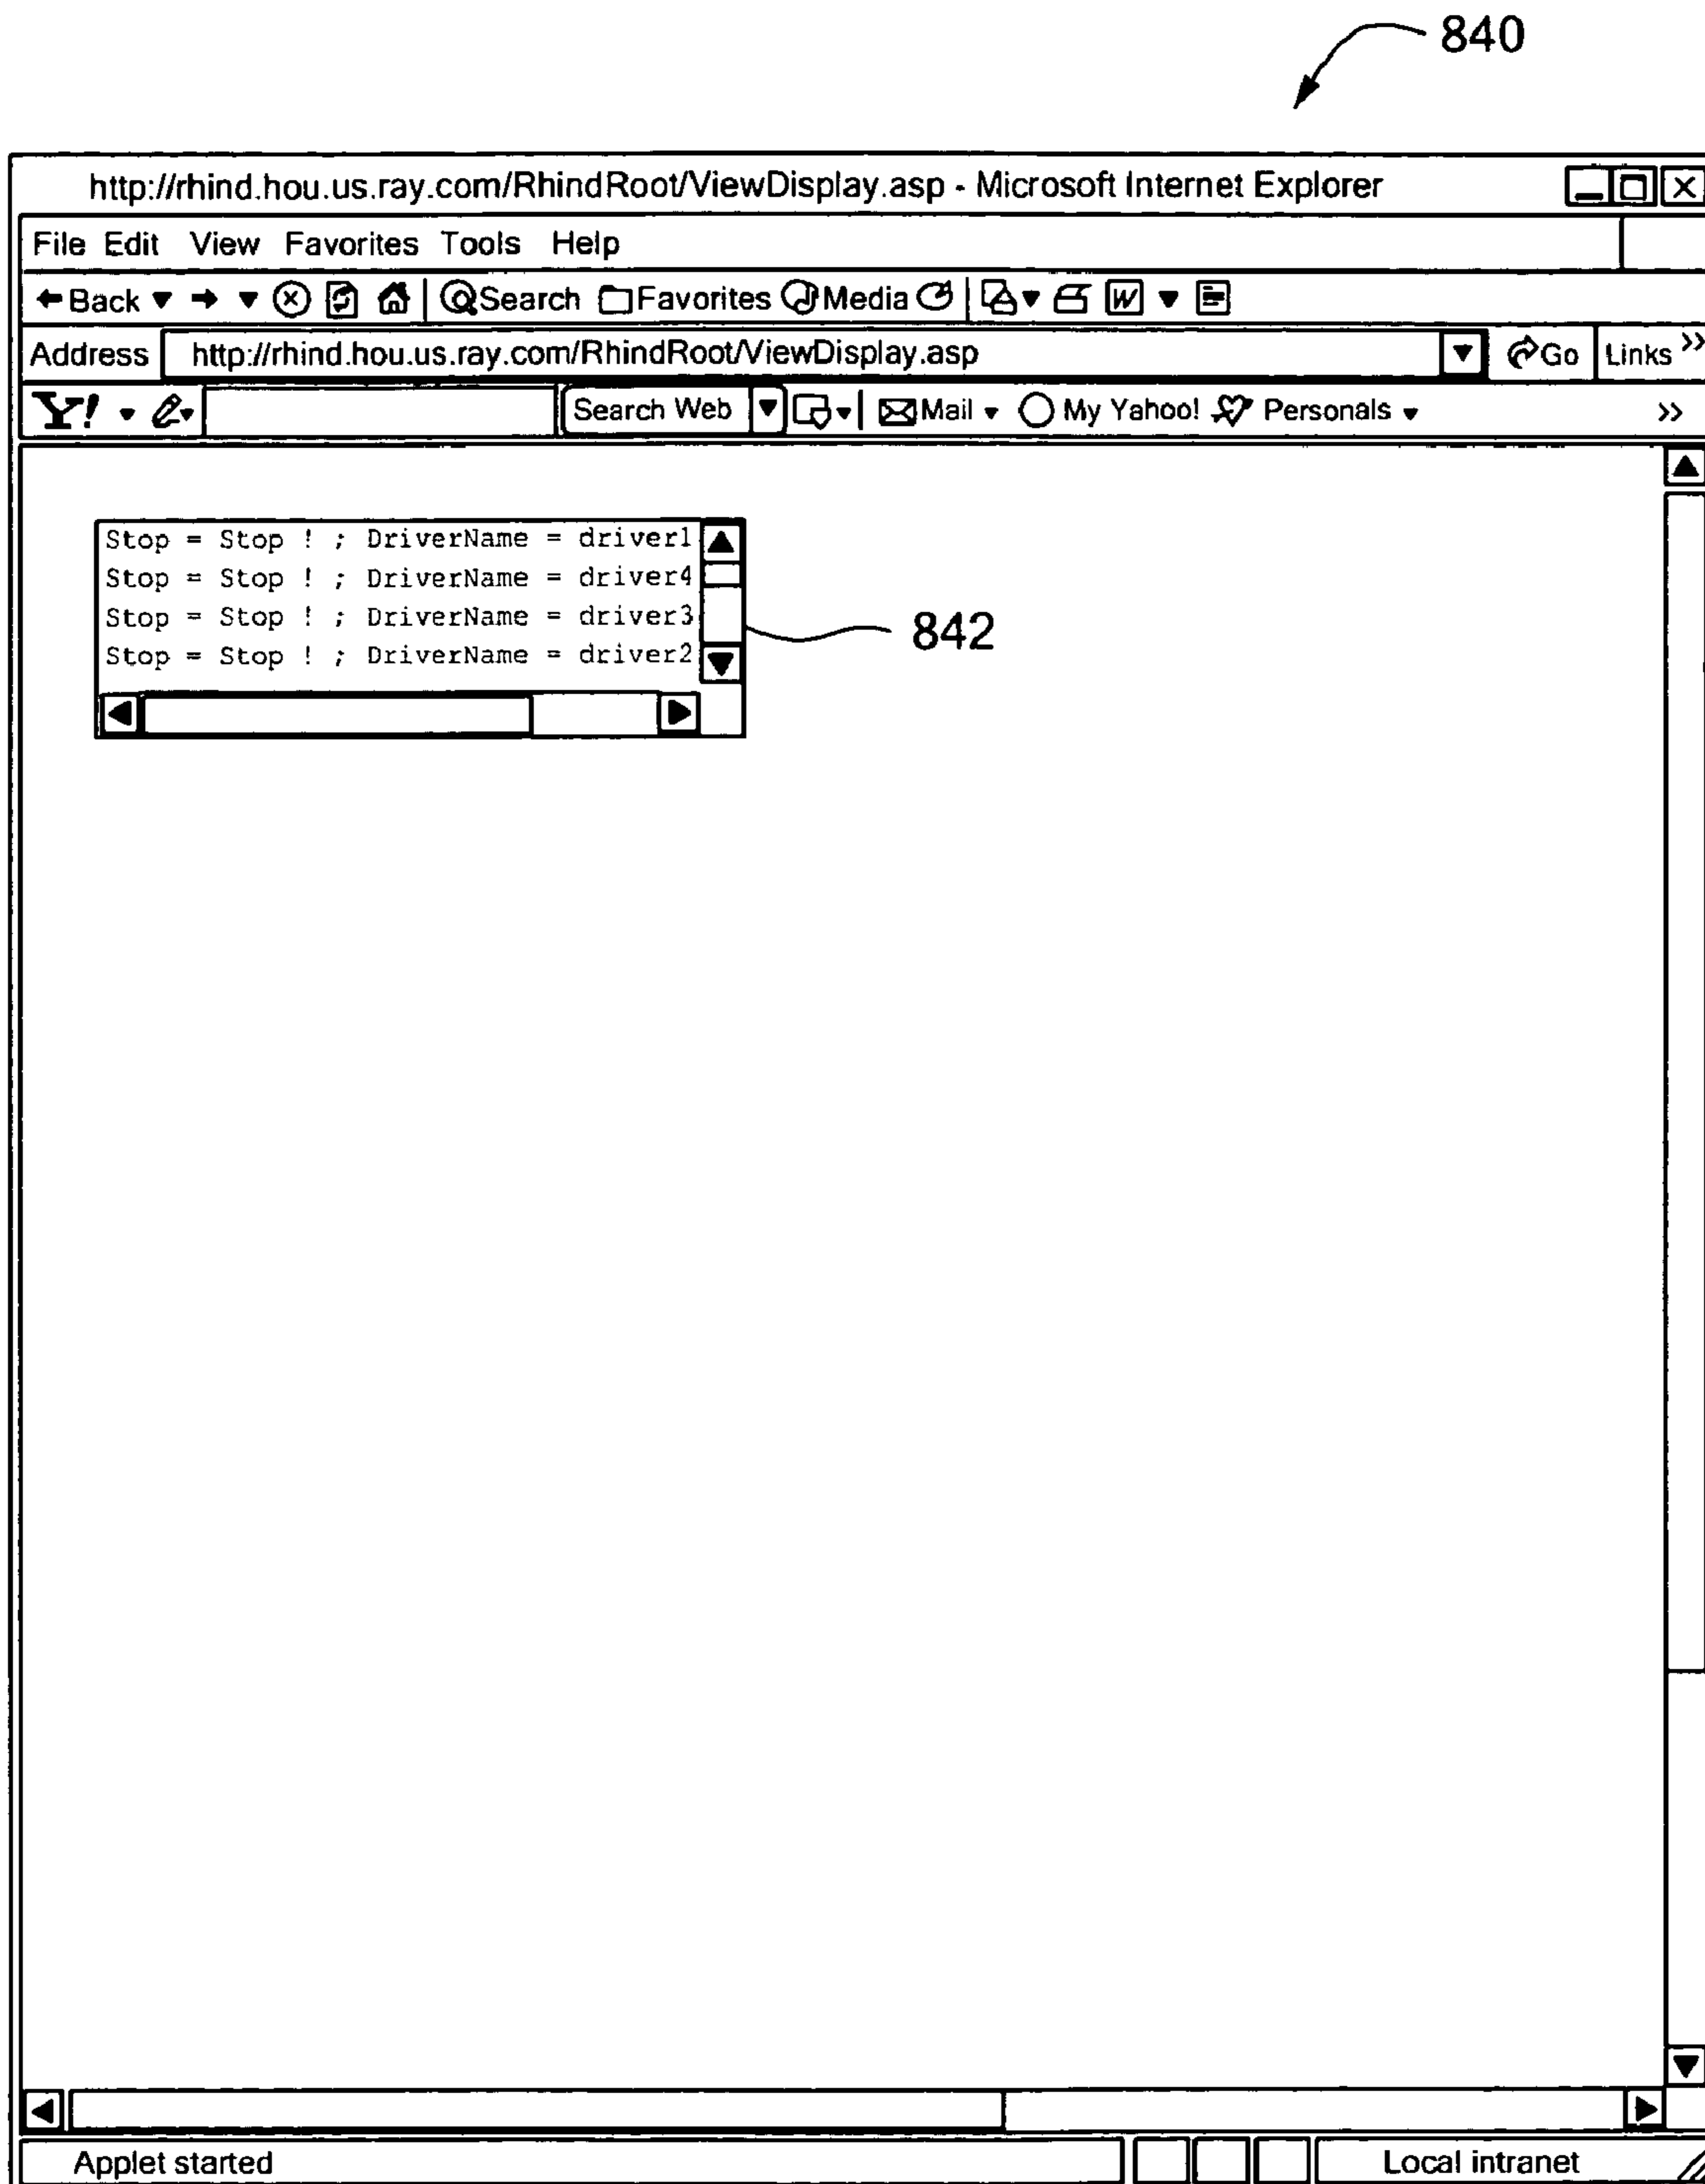 840
http://rhind.hou.us.ray.com/RhindRoot/ViewDisplay.asp - Microsoft Internet Explorer
File Edit View Favorites Tools Help
Back Search Favorites Media W
Address http://rhind.hou.us.ray.com/RhindRoot/ViewDisplay.asp Go Links >>
Y! Search Web Mail My Yahoo! Personals >>
Stop = Stop ! ; DriverName = driver1
Stop = Stop ! ; DriverName = driver4
Stop = Stop ! ; DriverName = driver3
842
Stop = Stop ! ; DriverName = driver2
Applet started Local intranet